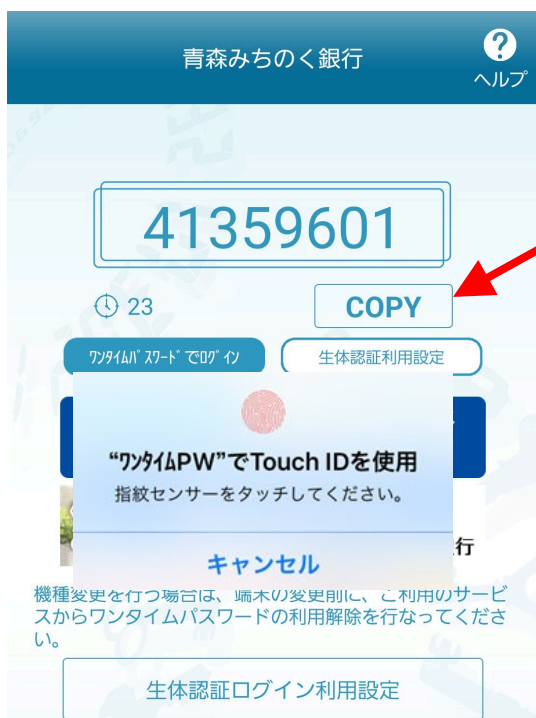 青森みちのく銀行
?
ヘルプ
41359601
23
COPY
ﾜﾝﾀｲﾑﾊﾟｽﾜｰﾄﾞでﾛｸﾞｲﾝ
生体認証利用設定
“ﾜﾝﾀｲﾑPW”でTouch IDを使用
指紋センサーをタッチしてください。
行
キャンセル
機種変更を行う場合は、端末の変更前に、ご利用のサービ
スからワンタイムパスワードの利用解除を行なってくださ
い。
生体認証ログイン利用設定